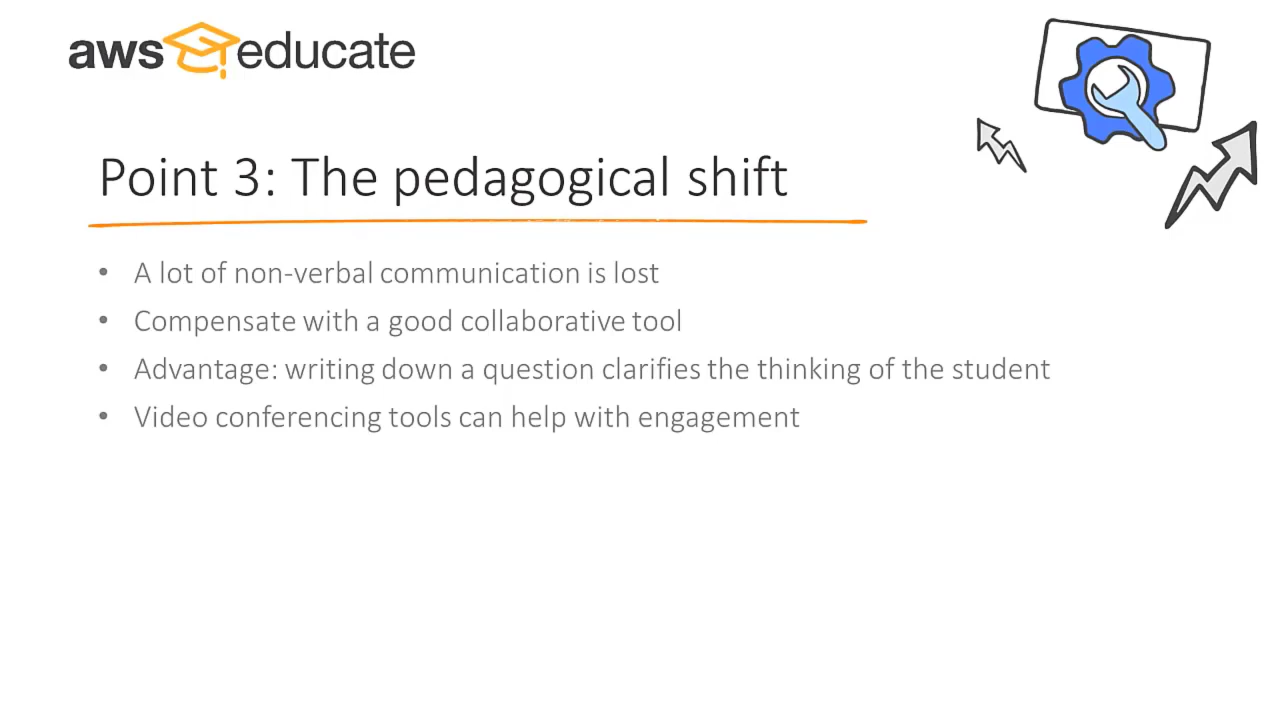 aws educate
Point 3: The pedagogical shift
• A lot of non-verbal communication is lost
• Compensate with a good collaborative tool
• Advantage: writing down a question clarifies the thinking of the student
• Video conferencing tools can help with engagement